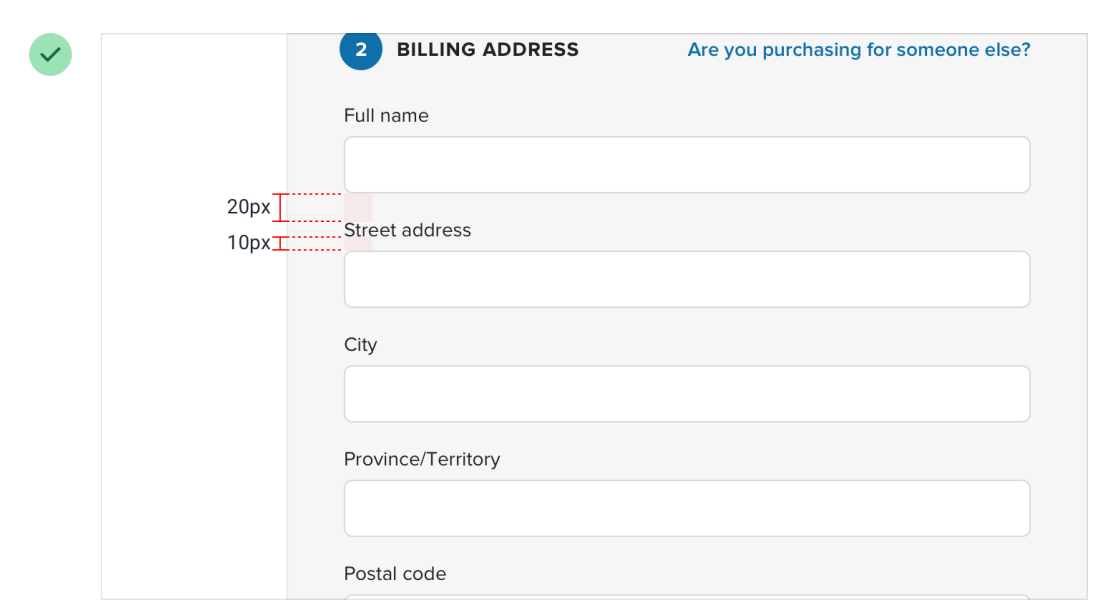 2 BILLING ADDRESS Are you purchasing for someone else?
Full name
20px
Street address
10px
City
Province/Territory
Postal code